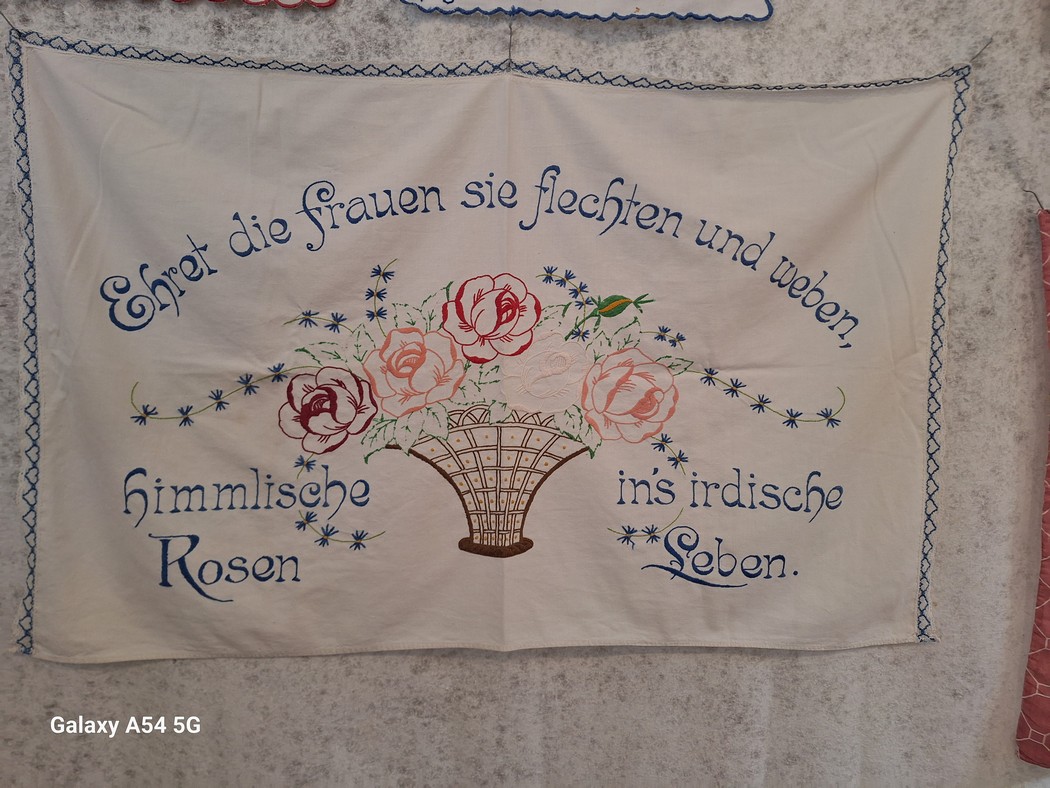 Ehret die frauen sie flechten und weben,
himmlische
Rosen
in's irdische
Leben.
Galaxy A54 5G